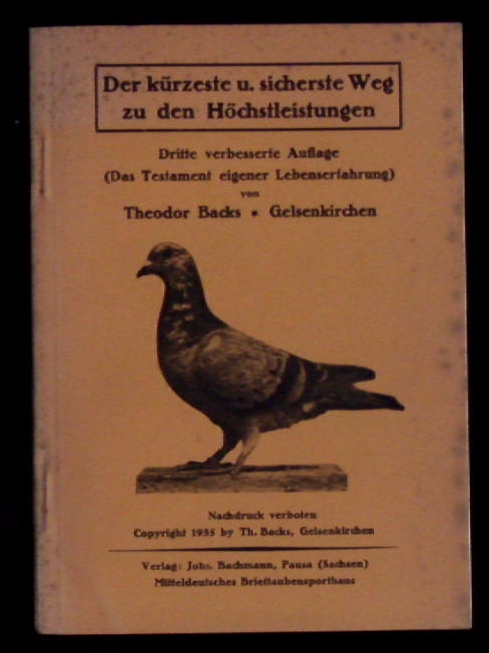 Der kürzeste u. sicherste Weg
zu den Höchstleistungen
Dritte verbesserte Auflage
(Das Testament eigener Lebenserfahrung)
von
Theodor Backs • Gelsenkirchen
Nachdruck verboten
Copyright 1935 by Th. Backs, Gelsenkirchen
Verlag: Johs. Bachmann, Pausa (Sachsen)
Mitteldeutsches Brieftaubensporthaus